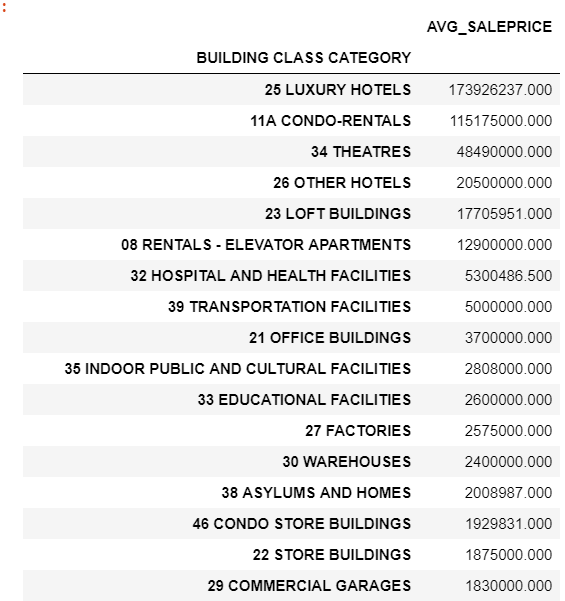 :
AVG_SALEPRICE
BUILDING CLASS CATEGORY
25 LUXURY HOTELS 173926237.000
11A CONDO-RENTALS 115175000.000
34 THEATRES 48490000.000
26 OTHER HOTELS 20500000.000
23 LOFT BUILDINGS 17705951.000
08 RENTALS - ELEVATOR APARTMENTS 12900000.000
32 HOSPITAL AND HEALTH FACILITIES 5300486.500
39 TRANSPORTATION FACILITIES 5000000.000
21 OFFICE BUILDINGS 3700000.000
35 INDOOR PUBLIC AND CULTURAL FACILITIES 2808000.000
33 EDUCATIONAL FACILITIES 2600000.000
27 FACTORIES 2575000.000
30 WAREHOUSES 2400000.000
38 ASYLUMS AND HOMES 2008987.000
46 CONDO STORE BUILDINGS 1929831.000
22 STORE BUILDINGS 1875000.000
29 COMMERCIAL GARAGES 1830000.000